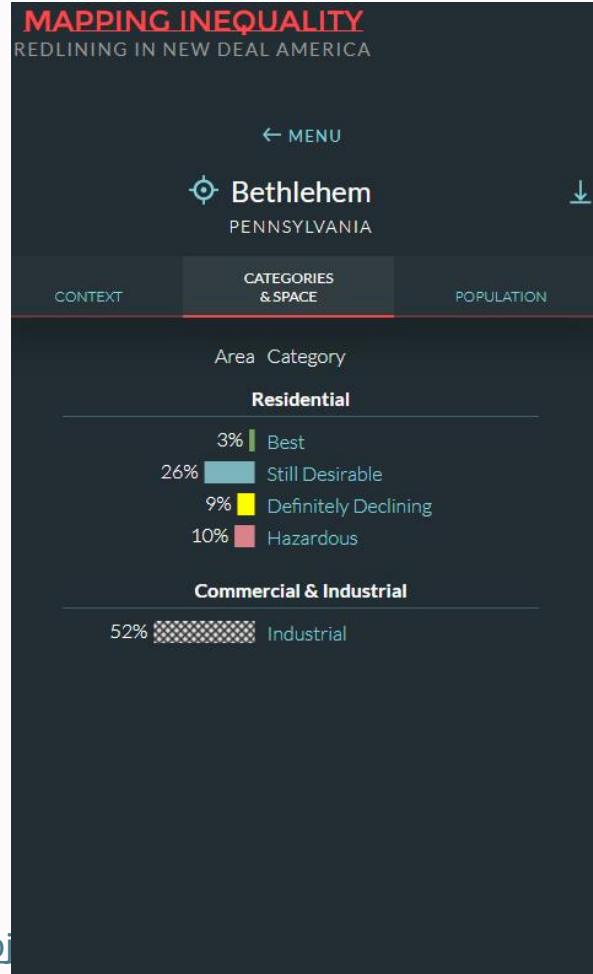 MAPPING INEQUALITY
REDLINING IN NEW DEAL AMERICA
← MENU
Bethlehem
PENNSYLVANIA
CONTEXT
CATEGORIES
& SPACE
POPULATION
Area Category
Residential
3% Best
26% Still Desirable
9% Definitely Declining
10% Hazardous
Commercial & Industrial
52% Industrial